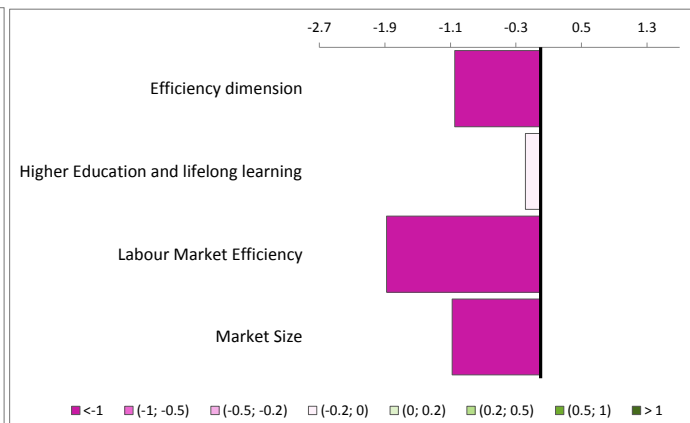 -2.7 -1.9 -1.1 -0.3 0.5 1.3
Efficiency dimension
Higher Education and lifelong learning
Labour Market Efficiency
Market Size
<-1 (-1; -0.5) (-0.5; -0.2) (-0.2; 0) (0; 0.2) (0.2; 0.5) (0.5; 1) > 1